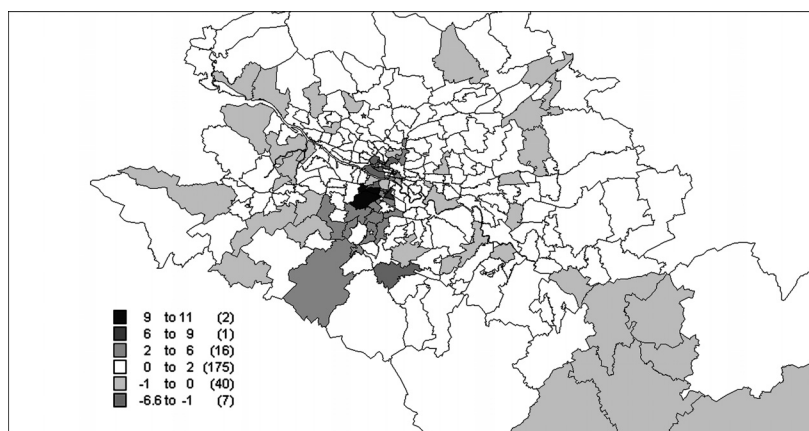 9 to 11 (2)
6 to 9 (1)
2 to 6 (16)
0 to 2 (175)
-1 to 0 (40)
-6.6 to -1 (7)